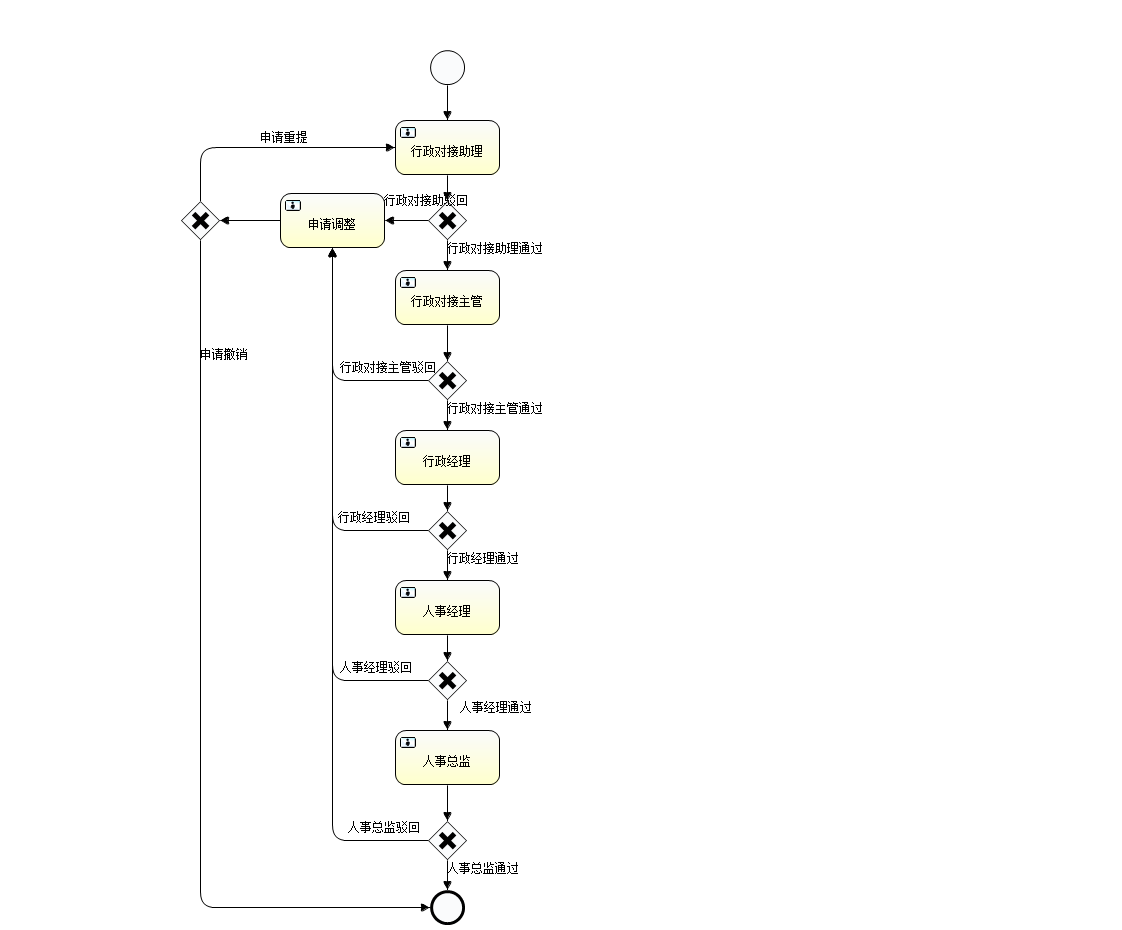 申请重提
行政对接助理
行政对接助驳回
申请调整
行政对接助理通过
行政对接主管
申请撤销
行政对接主管驳回
行政对接主管通过
行政经理
行政经理驳回
行政经理通过
人事经理
人事经理驳回
人事经理通过
人事总监
人事总监驳回
人事总监通过